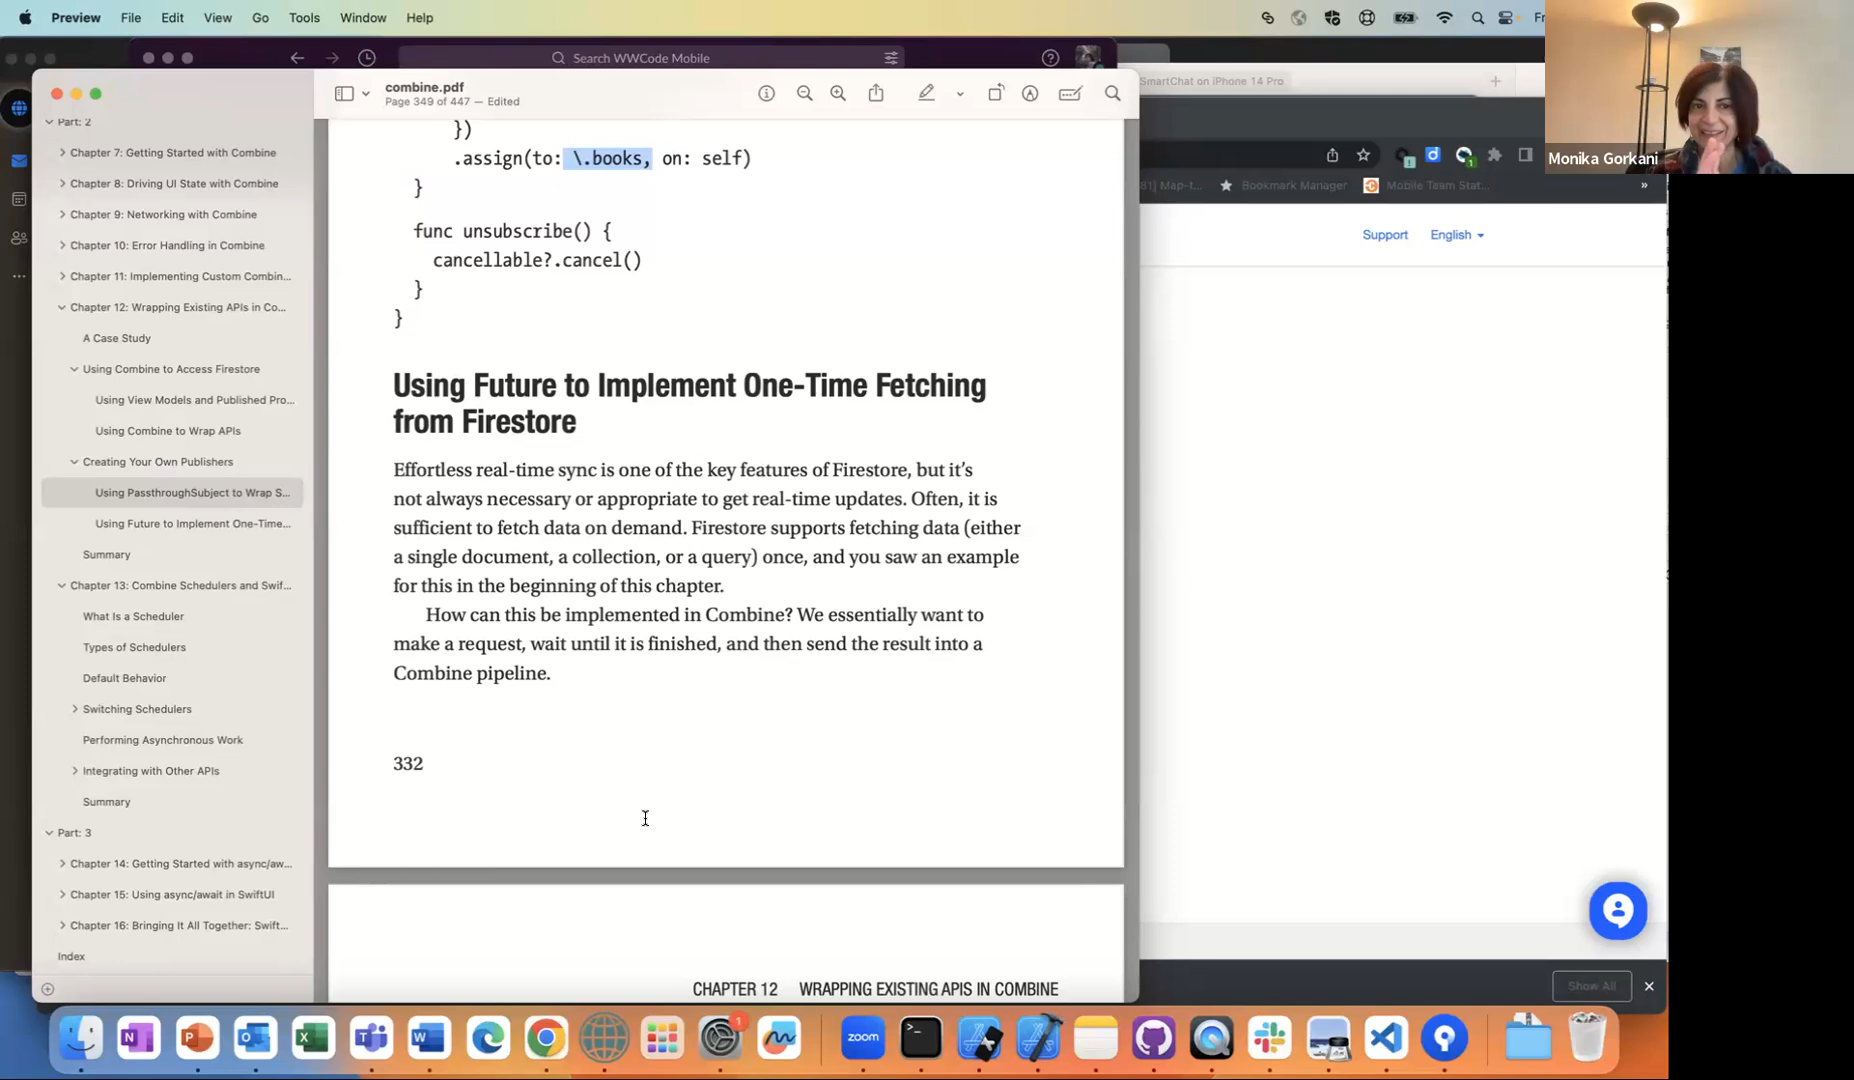 Preview File Edit View Go Tools Window Help
Search WWCode Mobile
SmartChat on iPhone 14 Pro
Monika Gorkani
combine.pdf
Page 349 of 447 — Edited
Part: 2
Chapter 7: Getting Started with Combine
Chapter 8: Driving UI State with Combine
Chapter 9: Networking with Combine
Chapter 10: Error Handling in Combine
Chapter 11: Implementing Custom Combin...
Chapter 12: Wrapping Existing APIs in Co...
A Case Study
Using Combine to Access Firestore
Using View Models and Published Pro...
Using Combine to Wrap APIs
Creating Your Own Publishers
Using PassthroughSubject to Wrap S...
Using Future to Implement One-Time...
Summary
Chapter 13: Combine Schedulers and Swif...
What Is a Scheduler
Types of Schedulers
Default Behavior
Switching Schedulers
Performing Asynchronous Work
Integrating with Other APIs
Summary
Part: 3
Chapter 14: Getting Started with async/aw...
Chapter 15: Using async/await in SwiftUI
Chapter 16: Bringing It All Together: Swift...
Index
})
.assign(to: \.books, on: self)
}
func unsubscribe() {
cancellable?.cancel()
}
}
Using Future to Implement One-Time Fetching
from Firestore
Effortless real-time sync is one of the key features of Firestore, but it's
not always necessary or appropriate to get real-time updates. Often, it is
sufficient to fetch data on demand. Firestore supports fetching data (either
a single document, a collection, or a query) once, and you saw an example
for this in the beginning of this chapter.
How can this be implemented in Combine? We essentially want to
make a request, wait until it is finished, and then send the result into a
Combine pipeline.
332
CHAPTER 12 WRAPPING EXISTING APIS IN COMBINE
Map-t... Bookmark Manager Mobile Team Stat... »
Support English
Show All
zoom
1